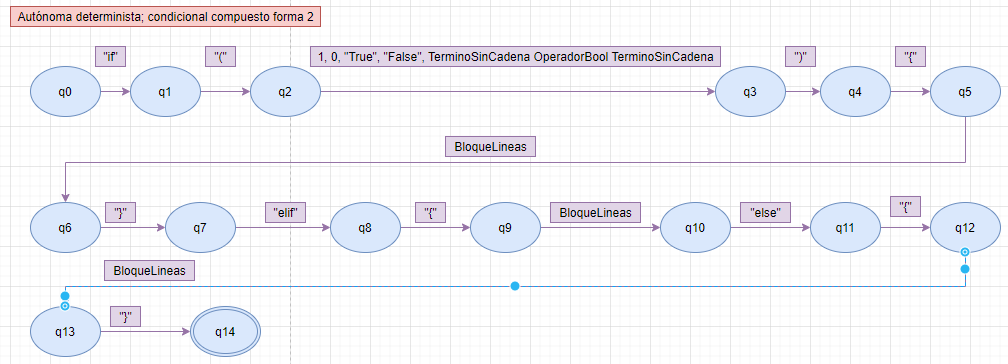 Autónoma determinista; condicional compuesto forma 2
"if" "(" 1, 0, "True", "False", TerminoSinCadena OperadorBool TerminoSinCadena ")" "{"
q0 q1 q2 q3 q4 q5
BloqueLineas
"}" "elif" "{" BloqueLineas "else" "{"
q6 q7 q8 q9 q10 q11 q12
BloqueLineas
"}"
q13 q14